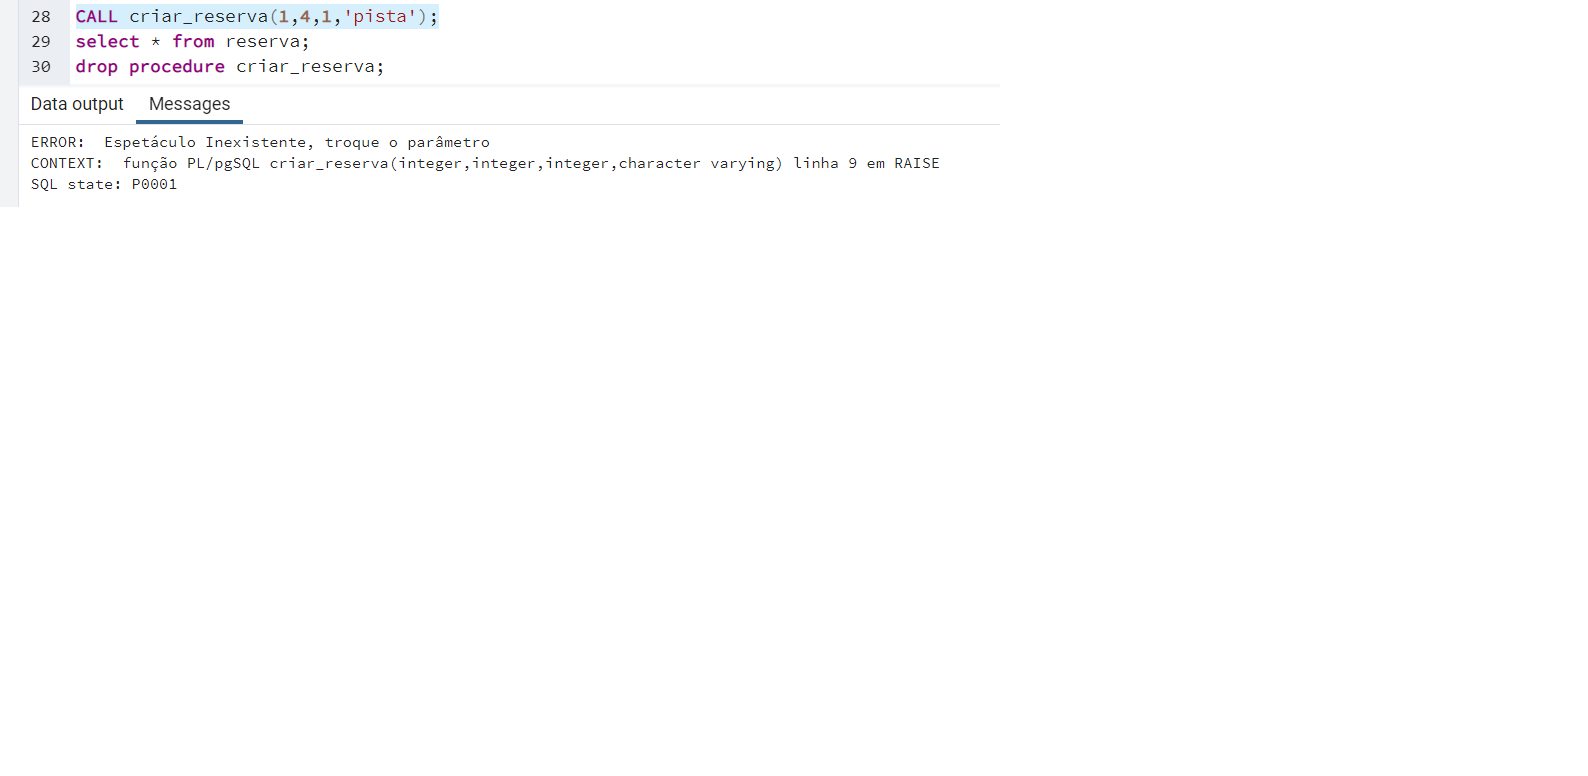 28 CALL criar_reserva(1,4,1,'pista');
29 select * from reserva;
30 drop procedure criar_reserva;
Data output Messages
ERROR:  Espetáculo Inexistente, troque o parâmetro
CONTEXT:  função PL/pgSQL criar_reserva(integer,integer,integer,character varying) linha 9 em RAISE
SQL state: P0001